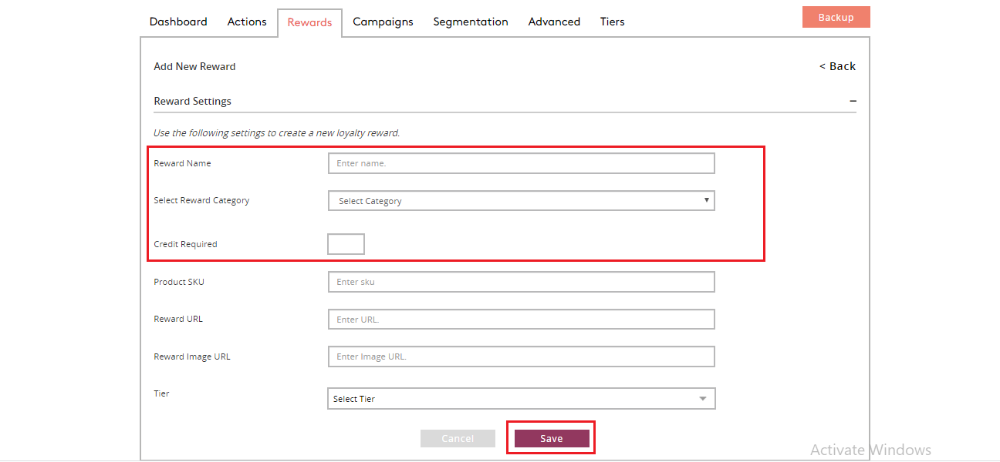 Dashboard Actions Rewards Campaigns Segmentation Advanced Tiers Backup
Add New Reward < Back
Reward Settings –
Use the following settings to create a new loyalty reward.
Reward Name Enter name.
Select Reward Category Select Category
Credit Required
Product SKU Enter sku
Reward URL Enter URL.
Reward Image URL Enter Image URL.
Tier Select Tier
Cancel Save
Activate Windows